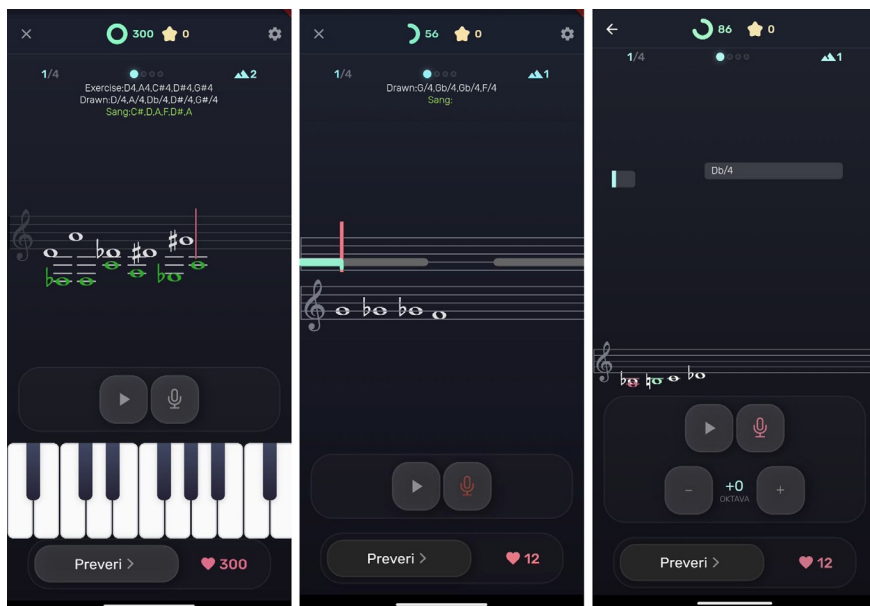 300 0
1/4 2
Exercise:D4,A4,C#4,D#4,G#4
Drawn:D/4,A/4,Db/4,D#/4,G#/4
Sang:C#,D,A,F,D#,A
Preveri > 300
56 0
1/4 1
Drawn:G/4,Gb/4,Gb/4,F/4
Sang:
Preveri > 12
86 0
1/4 1
Db/4
- +0 +
OKTAVA
Preveri > 12